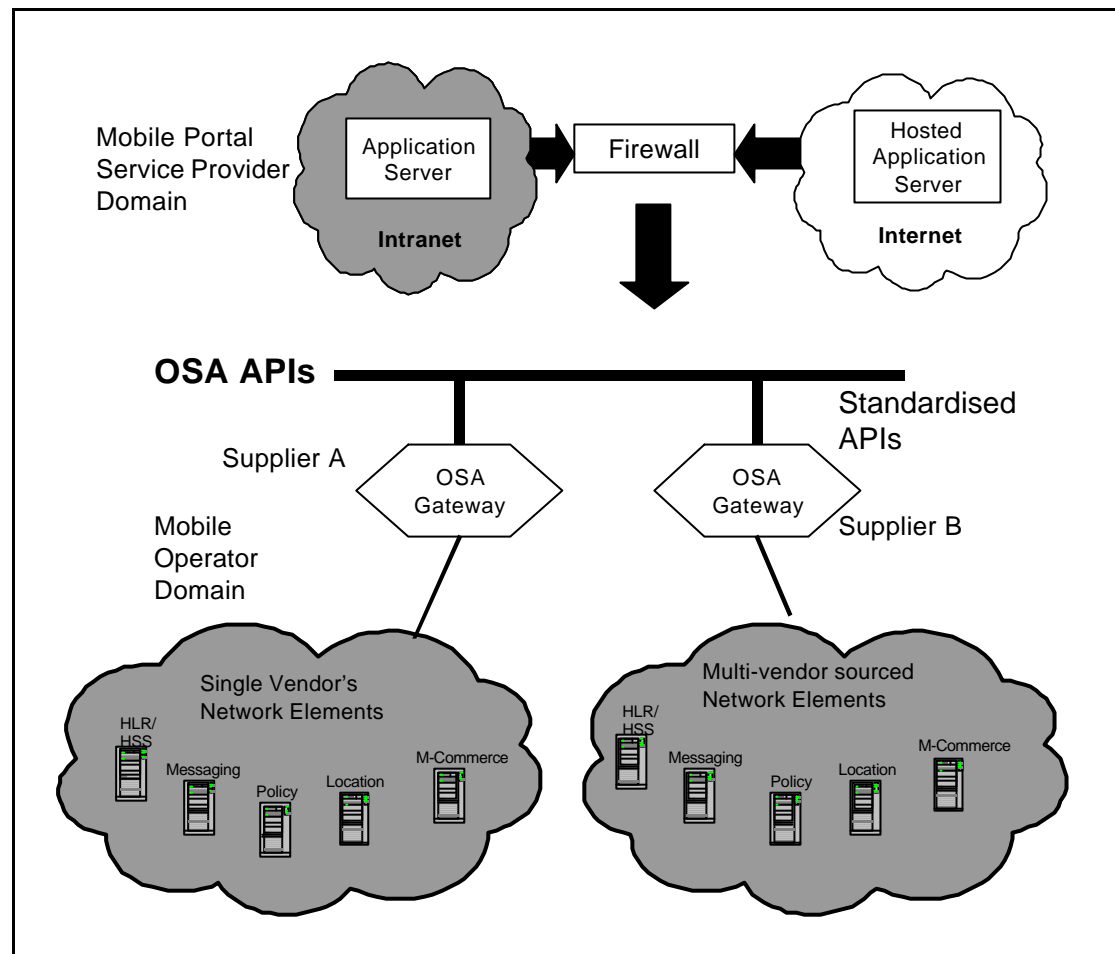 Mobile Portal
Service Provider
Domain
Application
Server
Intranet
Firewall
Hosted
Application
Server
Internet
OSA APIs
Standardised
APIs
Supplier A
OSA
Gateway
OSA
Gateway
Supplier B
Mobile
Operator
Domain
Single Vendor's
Network Elements
HLR/
HSS
Messaging
Policy
Location
M-Commerce
Multi-vendor sourced
Network Elements
HLR/
HSS
Messaging
Policy
Location
M-Commerce